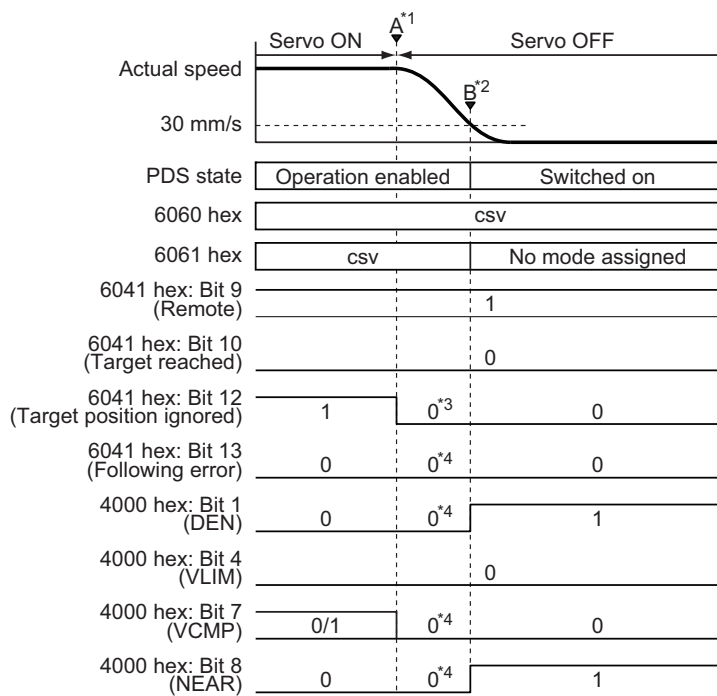 A*1
Servo ON Servo OFF
Actual speed
B*2
30 mm/s
PDS state Operation enabled Switched on
6060 hex csv
6061 hex csv No mode assigned
6041 hex: Bit 9
(Remote) 1
6041 hex: Bit 10
(Target reached) 0
6041 hex: Bit 12
(Target position ignored) 1 0*3 0
6041 hex: Bit 13
(Following error) 0 0*4 0
4000 hex: Bit 1
(DEN) 0 0*4 1
4000 hex: Bit 4
(VLIM) 0
4000 hex: Bit 7
(VCMP) 0/1 0*4 0
4000 hex: Bit 8
(NEAR) 0 0*4 1